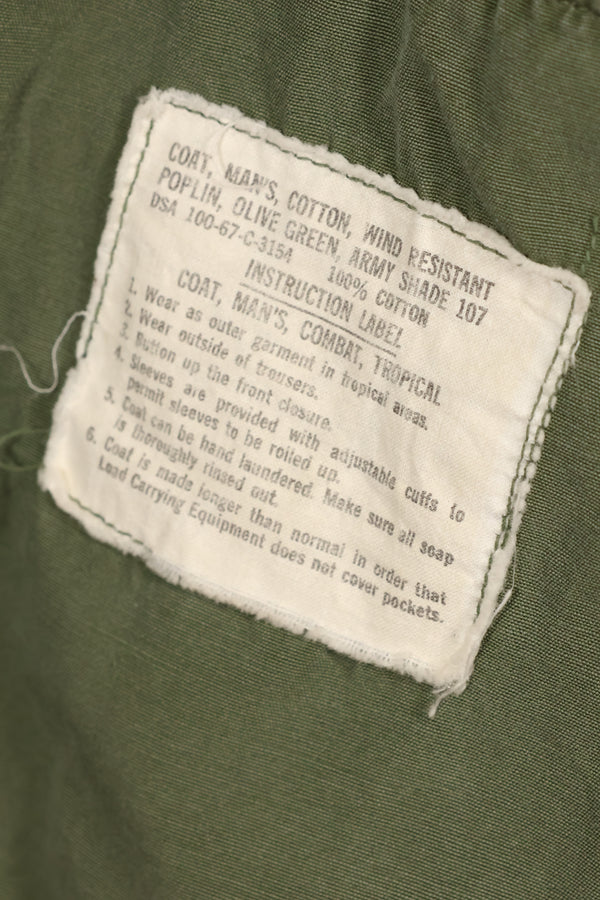 COAT, MAN'S, COTTON, WIND RESISTANT
POPLIN, OLIVE GREEN, ARMY SHADE 107
DSA 100-67-C-3154 100% COTTON
INSTRUCTION LABEL
COAT, MAN'S, COMBAT, TROPICAL
1. Wear as outer garment in tropical areas.
2. Wear outside of trousers.
3. Button up the front closure.
4. Sleeves are provided with adjustable cuffs to
permit sleeves to be rolled up.
5. Coat can be hand laundered. Make sure all soap
is thoroughly rinsed out.
6. Coat is made longer than normal in order that
Load Carrying Equipment does not cover pockets.